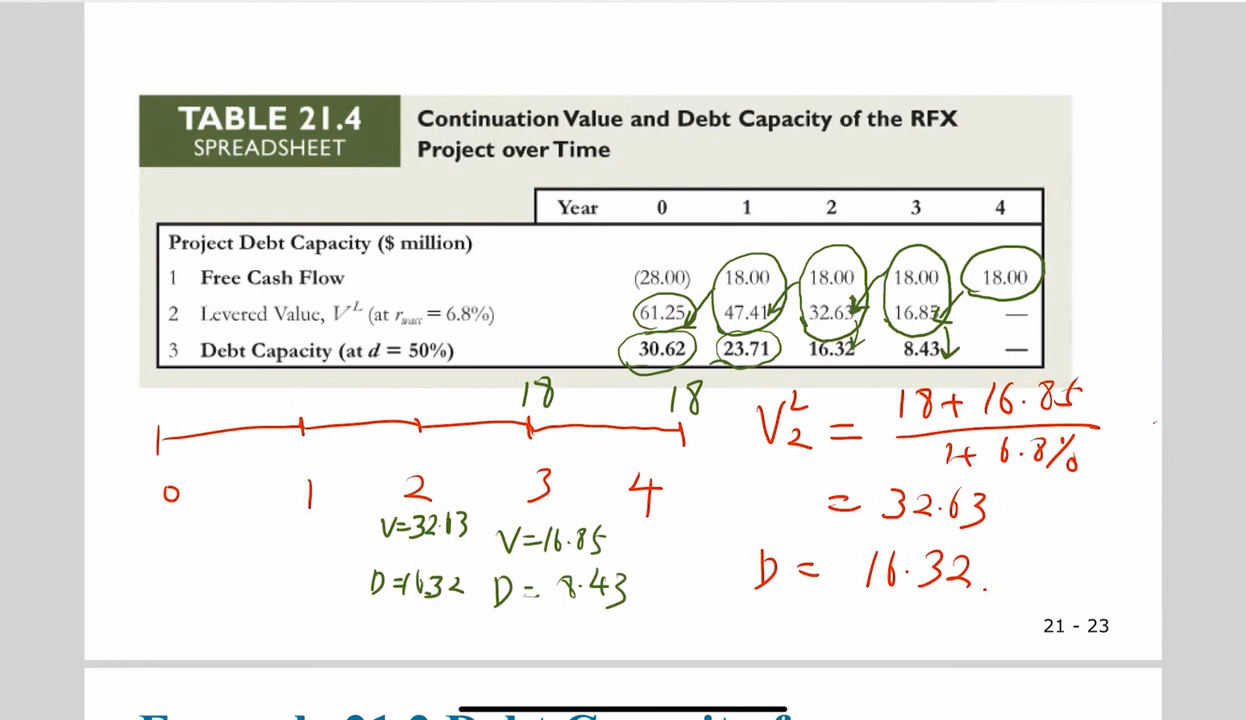 TABLE 21.4
SPREADSHEET
Continuation Value and Debt Capacity of the RFX
Project over Time
Year 0 1 2 3 4
Project Debt Capacity ($ million)
1 Free Cash Flow (28.00) 18.00 18.00 18.00 18.00
2 Levered Value, V^L (at r_wacc = 6.8%) 61.25 47.41 32.63 16.85 —
3 Debt Capacity (at d = 50%) 30.62 23.71 16.32 8.43 —
18 18
0 1 2 3 4
V=32.13 V=16.85
D=1632 D= 8.43
V_2^L = 18+16.85
1+ 6.8%
= 32.63
D = 16.32.
21 - 23